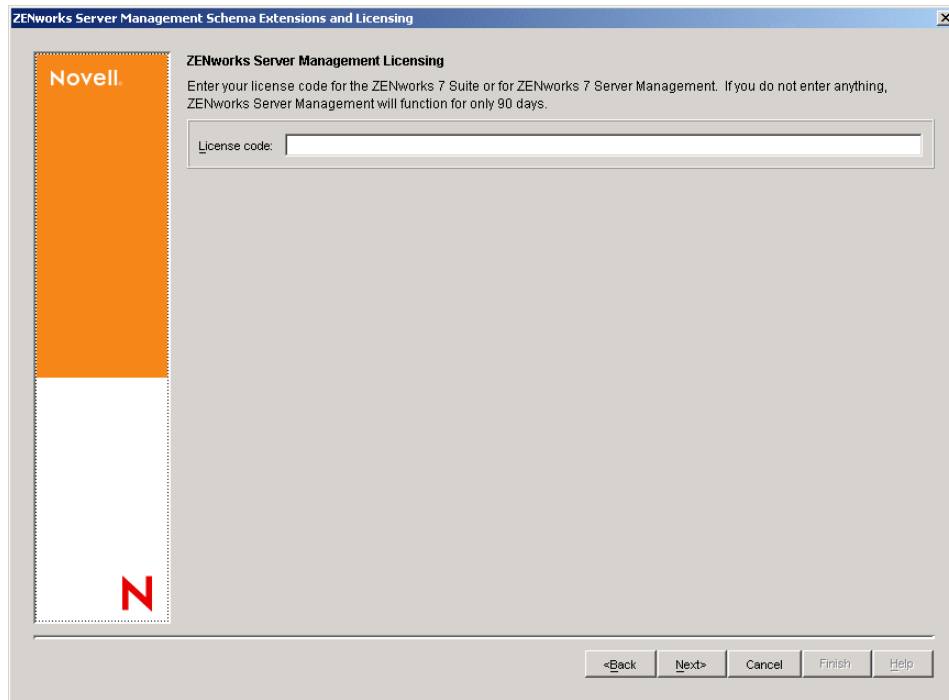 ZENworks Server Management Schema Extensions and Licensing
Novell.
ZENworks Server Management Licensing
Enter your license code for the ZENworks 7 Suite or for ZENworks 7 Server Management. If you do not enter anything,
ZENworks Server Management will function for only 90 days.
License code:
N
<Back Next> Cancel Finish Help